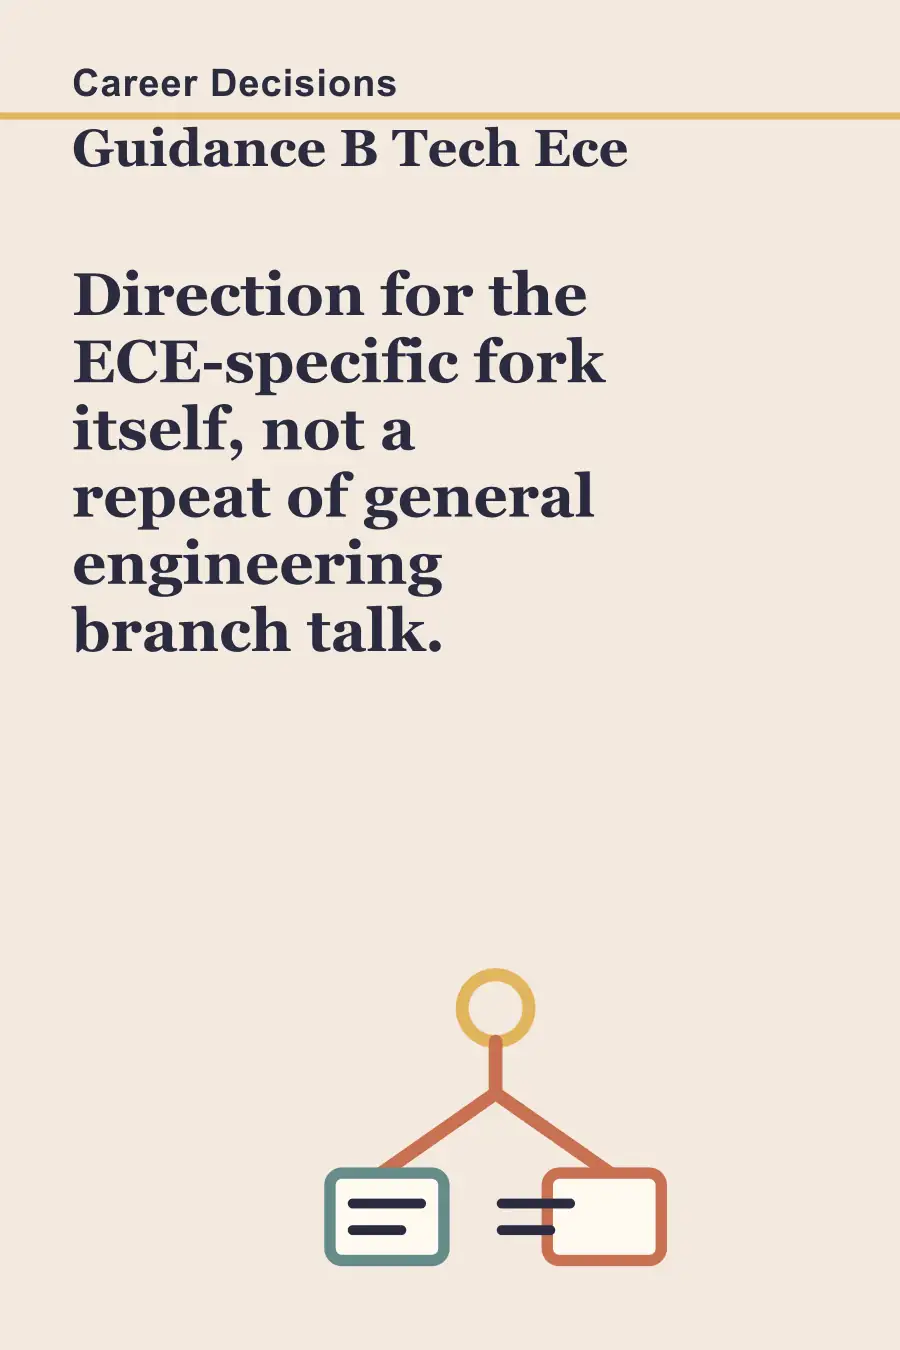 Career Decisions
Guidance B Tech Ece
Direction for the
ECE-specific fork
itself, not a
repeat of general
engineering
branch talk.